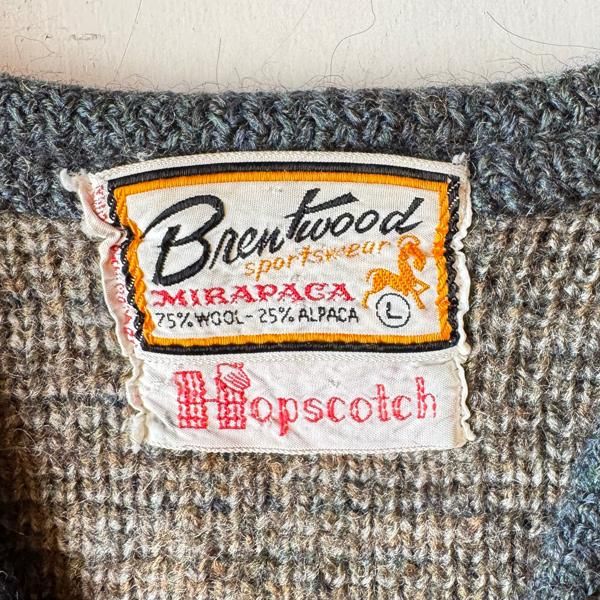 Brentwood
sportswear
MIRAPACA
75% WOOL - 25% ALPACA
L
Hopscotch